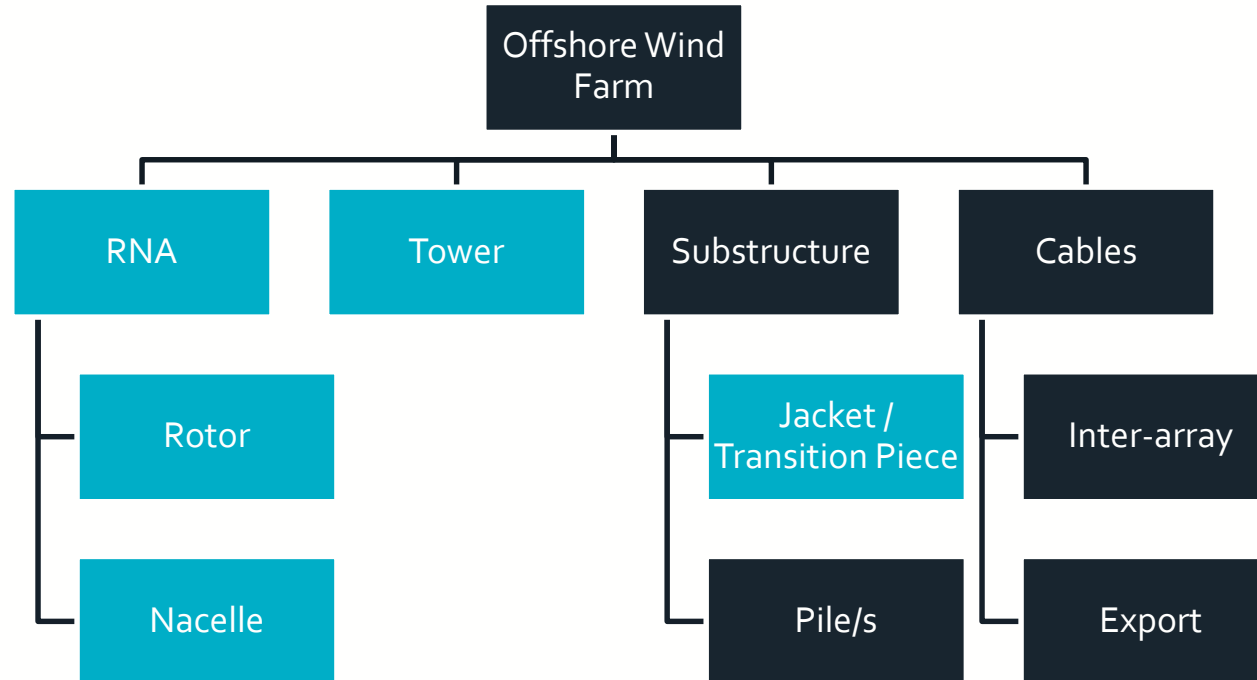 Offshore Wind
Farm
RNA
Tower
Substructure
Cables
Rotor
Jacket /
Transition Piece
Inter-array
Nacelle
Pile/s
Export